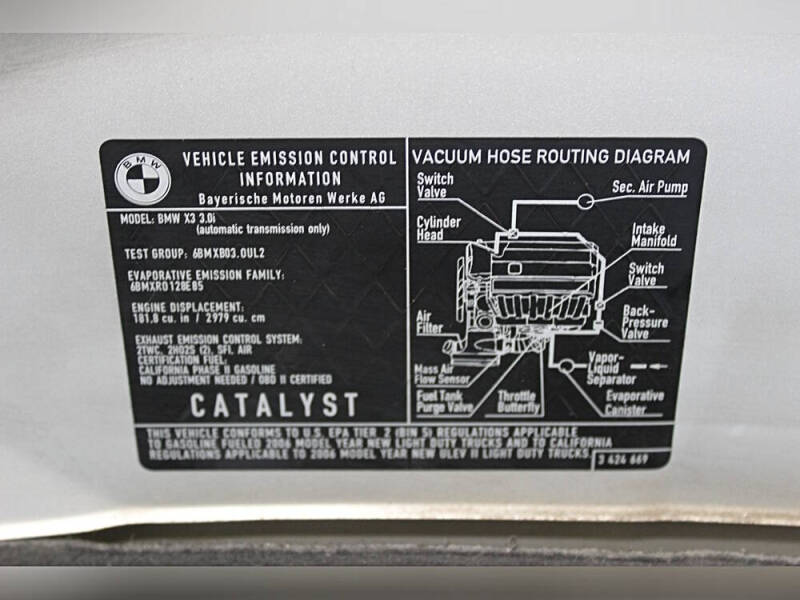 BMW
VEHICLE EMISSION CONTROL
INFORMATION
Bayerische Motoren Werke AG
MODEL: BMW X3 3.0i
(automatic transmission only)
TEST GROUP: 6BMXB03.0UL2
EVAPORATIVE EMISSION FAMILY:
6BMXR0128E85
ENGINE DISPLACEMENT:
181.8 cu. in / 2979 cu. cm
EXHAUST EMISSION CONTROL SYSTEM:
2TWC, 2HO2S (2), SFI, AIR
CERTIFICATION FUEL:
CALIFORNIA PHASE II GASOLINE
NO ADJUSTMENT NEEDED / OBD II CERTIFIED
CATALYST
VACUUM HOSE ROUTING DIAGRAM
Switch
Valve
Sec. Air Pump
Cylinder
Head
Intake
Manifold
Switch
Valve
Air
Filter
Back-
Pressure
Valve
Mass Air
Flow Sensor
Vapor-
Liquid
Separator
Fuel Tank
Purge Valve
Throttle
Butterfly
Evaporative
Canister
THIS VEHICLE CONFORMS TO U.S. EPA TIER 2 (BIN 5) REGULATIONS APPLICABLE
TO GASOLINE FUELED 2006 MODEL YEAR NEW LIGHT DUTY TRUCKS AND TO CALIFORNIA
REGULATIONS APPLICABLE TO 2006 MODEL YEAR NEW ULEV II LIGHT DUTY TRUCKS
3 424 669